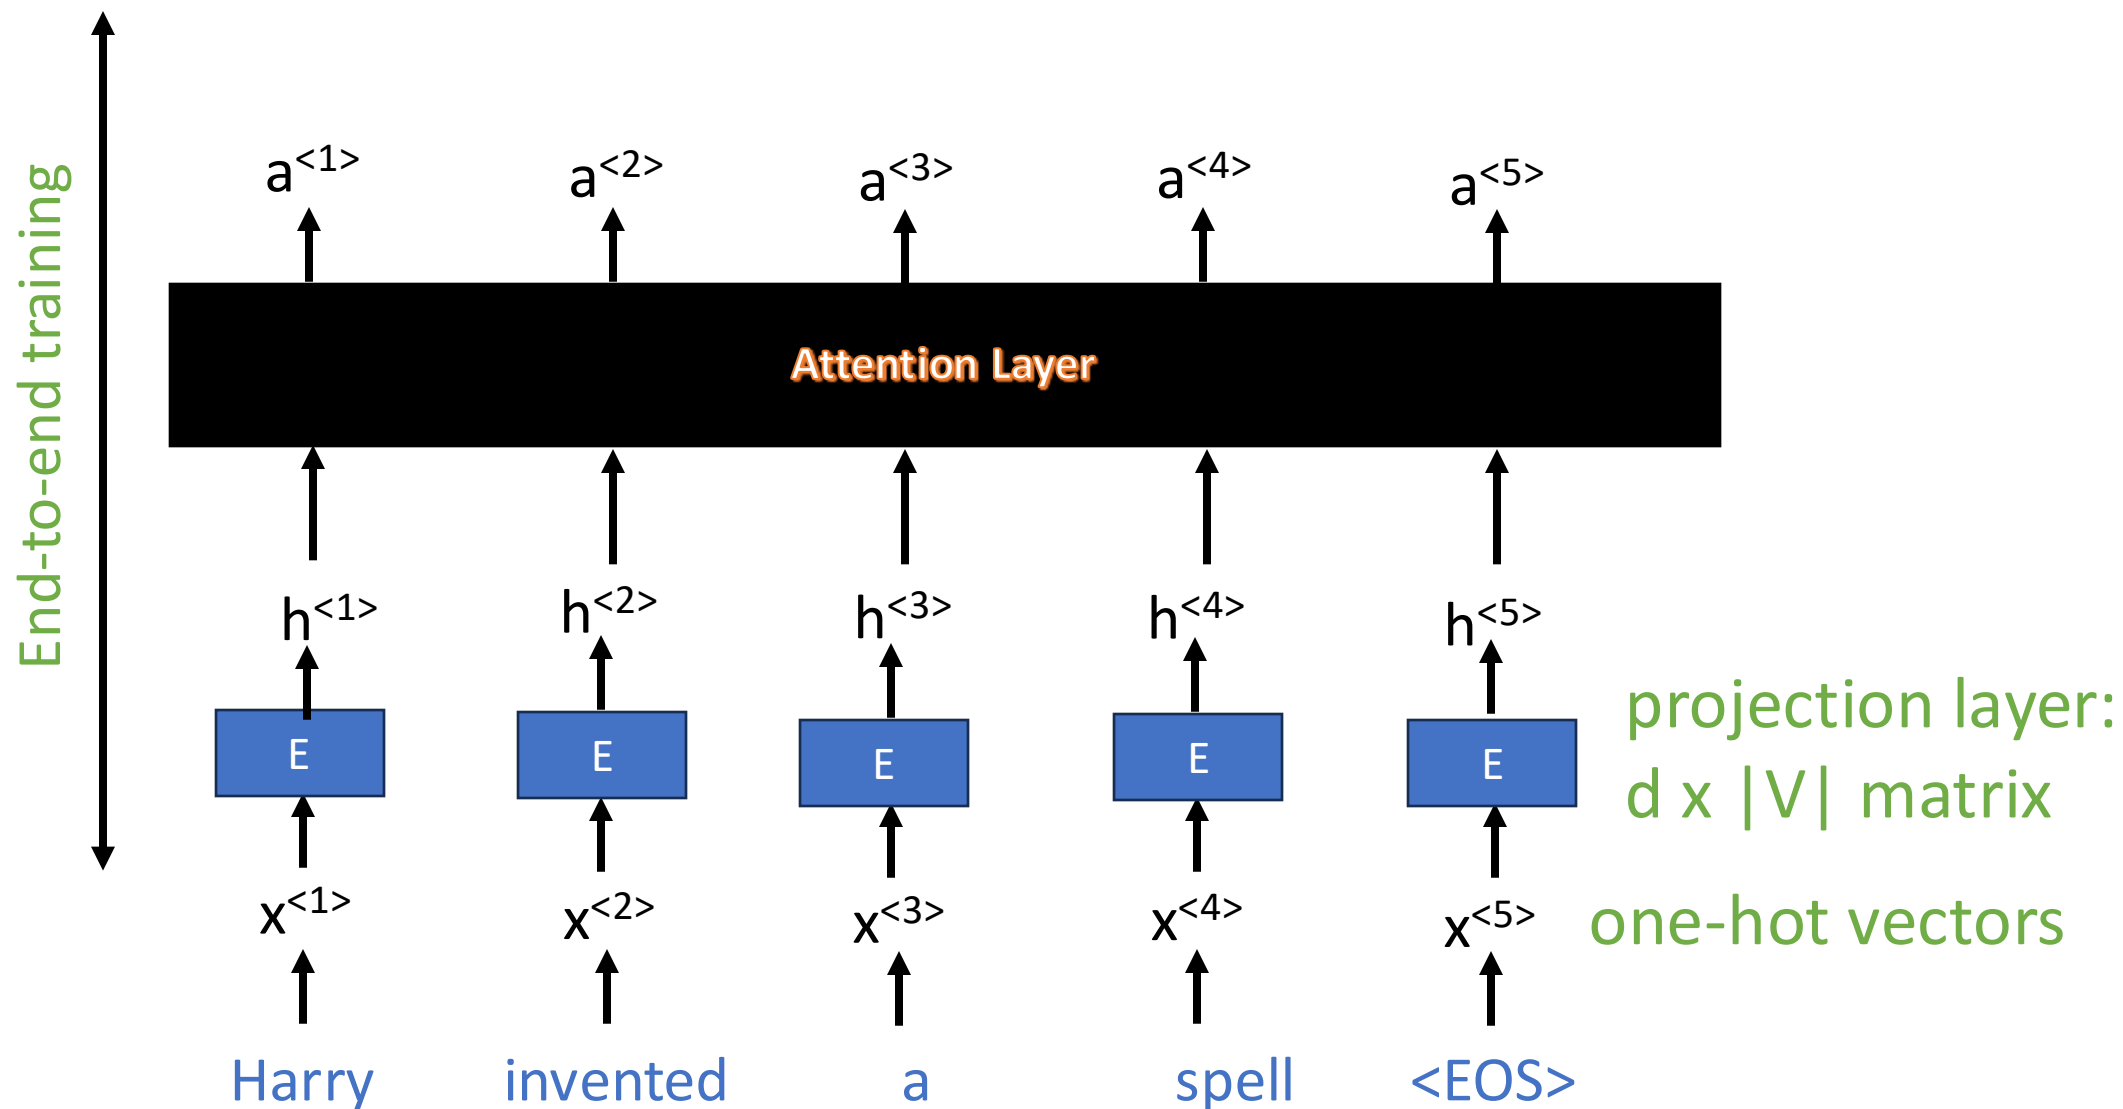 End-to-end training
a<1> a<2> a<3> a<4> a<5>
Attention Layer
h<1> h<2> h<3> h<4> h<5>
E E E E E
projection layer:
d x |V| matrix
x<1> x<2> x<3> x<4> x<5>
one-hot vectors
Harry invented a spell <EOS>